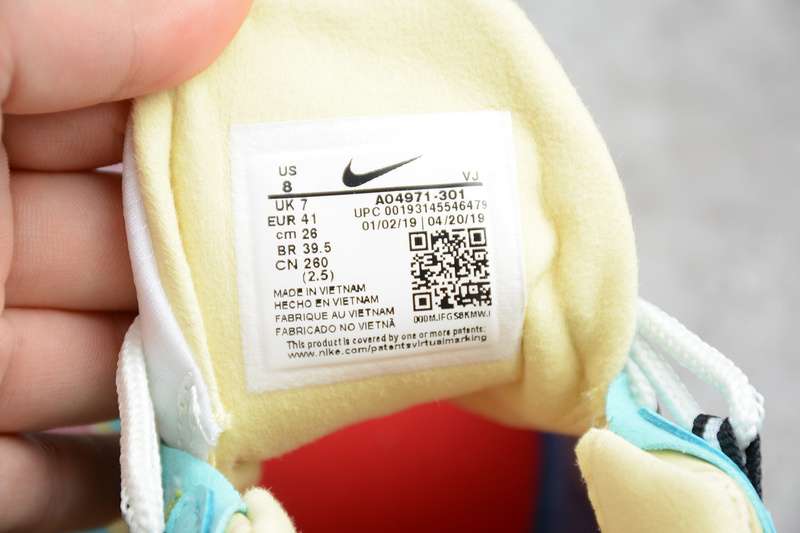 US
8
VJ
UK 7
AO4971-301
EUR 41
UPC 00193145546479
cm 26
01/02/19 | 04/20/19
BR 39.5
CN 260
(2.5)
MADE IN VIETNAM
HECHO EN VIETNAM
FABRIQUE AU VIETNAM
FABRICADO NO VIETNÃ
This product is covered by one or more patents:
www.nike.com/patentsvirtualmarking